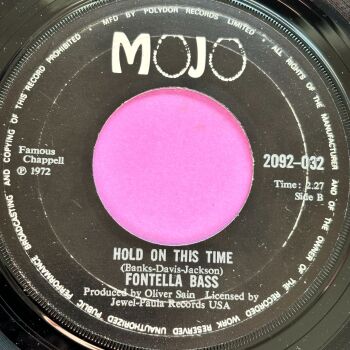 MFD BY POLYDOR RECORDS LIMITED • ALL RIGHTS OF THE MANUFACTURER AND OF THE OWNER OF THE RECORDED WORK RESERVED UNAUTHORIZED PUBLIC PERFORMANCE BROADCASTING AND COPYING OF THIS RECORD PROHIBITED •
MOJO
Famous
Chappell
℗ 1972
2092-032
Time: 2.27
Side B
HOLD ON THIS TIME
(Banks-Davis-Jackson)
FONTELLA BASS
Produced by Oliver Sain Licensed by
Jewel-Paula Records USA